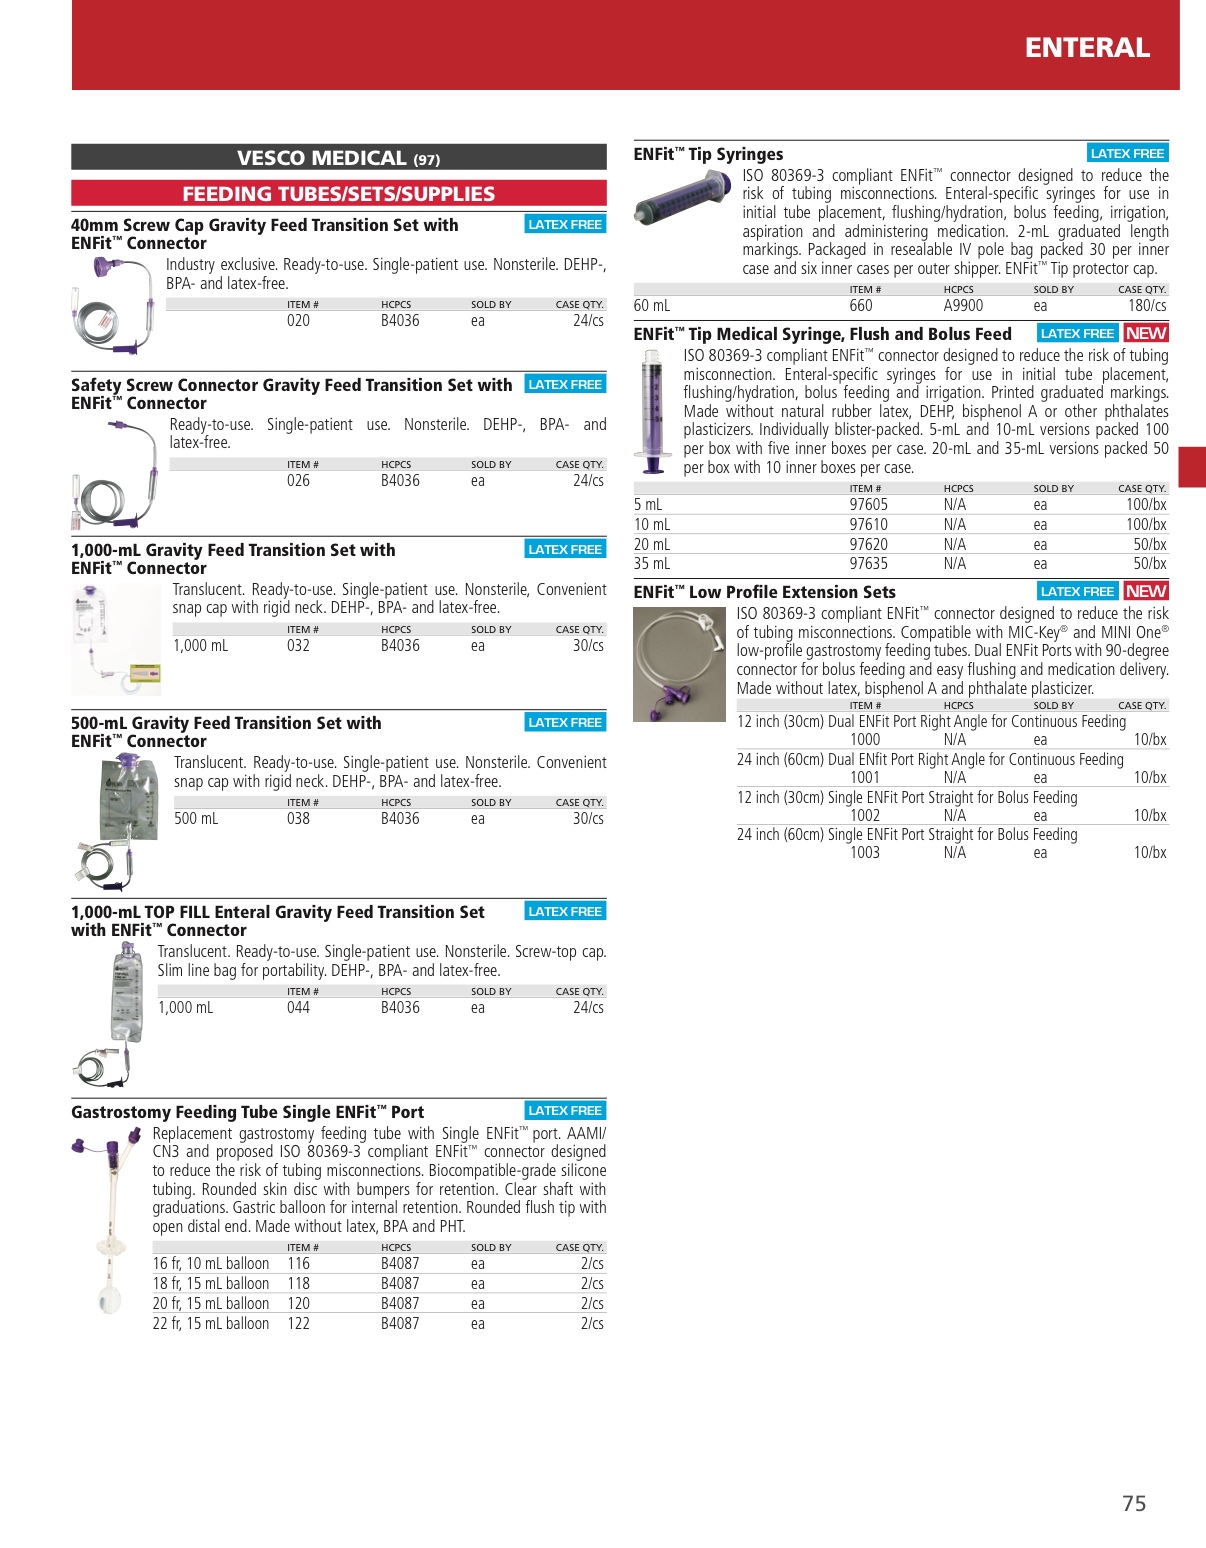 ENTERAL
VESCO MEDICAL (97)
FEEDING TUBES/SETS/SUPPLIES
40mm Screw Cap Gravity Feed Transition Set with LATEX FREE
ENFit™ Connector
Industry exclusive. Ready-to-use. Single-patient use. Nonsterile. DEHP-,
BPA- and latex-free.
ITEM # HCPCS SOLD BY CASE QTY.
020 B4036 ea 24/cs
Safety Screw Connector Gravity Feed Transition Set with LATEX FREE
ENFit™ Connector
Ready-to-use. Single-patient use. Nonsterile. DEHP-, BPA- and
latex-free.
ITEM # HCPCS SOLD BY CASE QTY.
026 B4036 ea 24/cs
1,000-mL Gravity Feed Transition Set with LATEX FREE
ENFit™ Connector
Translucent. Ready-to-use. Single-patient use. Nonsterile, Convenient
snap cap with rigid neck. DEHP-, BPA- and latex-free.
ITEM # HCPCS SOLD BY CASE QTY.
1,000 mL 032 B4036 ea 30/cs
500-mL Gravity Feed Transition Set with LATEX FREE
ENFit™ Connector
Translucent. Ready-to-use. Single-patient use. Nonsterile. Convenient
snap cap with rigid neck. DEHP-, BPA- and latex-free.
ITEM # HCPCS SOLD BY CASE QTY.
500 mL 038 B4036 ea 30/cs
1,000-mL TOP FILL Enteral Gravity Feed Transition Set LATEX FREE
with ENFit™ Connector
Translucent. Ready-to-use. Single-patient use. Nonsterile. Screw-top cap.
Slim line bag for portability. DEHP-, BPA- and latex-free.
ITEM # HCPCS SOLD BY CASE QTY.
1,000 mL 044 B4036 ea 24/cs
Gastrostomy Feeding Tube Single ENFit™ Port LATEX FREE
Replacement gastrostomy feeding tube with Single ENFit™ port. AAMI/
CN3 and proposed ISO 80369-3 compliant ENFit™ connector designed
to reduce the risk of tubing misconnections. Biocompatible-grade silicone
tubing. Rounded skin disc with bumpers for retention. Clear shaft with
graduations. Gastric balloon for internal retention. Rounded flush tip with
open distal end. Made without latex, BPA and PHT.
ITEM # HCPCS SOLD BY CASE QTY.
16 fr, 10 mL balloon 116 B4087 ea 2/cs
18 fr, 15 mL balloon 118 B4087 ea 2/cs
20 fr, 15 mL balloon 120 B4087 ea 2/cs
22 fr, 15 mL balloon 122 B4087 ea 2/cs
ENFit™ Tip Syringes LATEX FREE
ISO 80369-3 compliant ENFit™ connector designed to reduce the
risk of tubing misconnections. Enteral-specific syringes for use in
initial tube placement, flushing/hydration, bolus feeding, irrigation,
aspiration and administering medication. 2-mL graduated length
markings. Packaged in resealable IV pole bag packed 30 per inner
case and six inner cases per outer shipper. ENFit™ Tip protector cap.
ITEM # HCPCS SOLD BY CASE QTY.
60 mL 660 A9900 ea 180/cs
ENFit™ Tip Medical Syringe, Flush and Bolus Feed LATEX FREE NEW
ISO 80369-3 compliant ENFit™ connector designed to reduce the risk of tubing
misconnection. Enteral-specific syringes for use in initial tube placement,
flushing/hydration, bolus feeding and irrigation. Printed graduated markings.
Made without natural rubber latex, DEHP, bisphenol A or other phthalates
plasticizers. Individually blister-packed. 5-mL and 10-mL versions packed 100
per box with five inner boxes per case. 20-mL and 35-mL versions packed 50
per box with 10 inner boxes per case.
ITEM # HCPCS SOLD BY CASE QTY.
5 mL 97605 N/A ea 100/bx
10 mL 97610 N/A ea 100/bx
20 mL 97620 N/A ea 50/bx
35 mL 97635 N/A ea 50/bx
ENFit™ Low Profile Extension Sets LATEX FREE NEW
ISO 80369-3 compliant ENFit™ connector designed to reduce the risk
of tubing misconnections. Compatible with MIC-Key® and MINI One®
low-profile gastrostomy feeding tubes. Dual ENFit Ports with 90-degree
connector for bolus feeding and easy flushing and medication delivery.
Made without latex, bisphenol A and phthalate plasticizer.
ITEM # HCPCS SOLD BY CASE QTY.
12 inch (30cm) Dual ENFit Port Right Angle for Continuous Feeding
1000 N/A ea 10/bx
24 inch (60cm) Dual ENfit Port Right Angle for Continuous Feeding
1001 N/A ea 10/bx
12 inch (30cm) Single ENFit Port Straight for Bolus Feeding
1002 N/A ea 10/bx
24 inch (60cm) Single ENFit Port Straight for Bolus Feeding
1003 N/A ea 10/bx
75